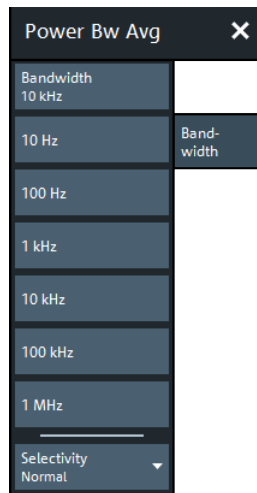 Power Bw Avg
Bandwidth
10 kHz
10 Hz
Band-
width
100 Hz
1 kHz
10 kHz
100 kHz
1 MHz
Selectivity
Normal